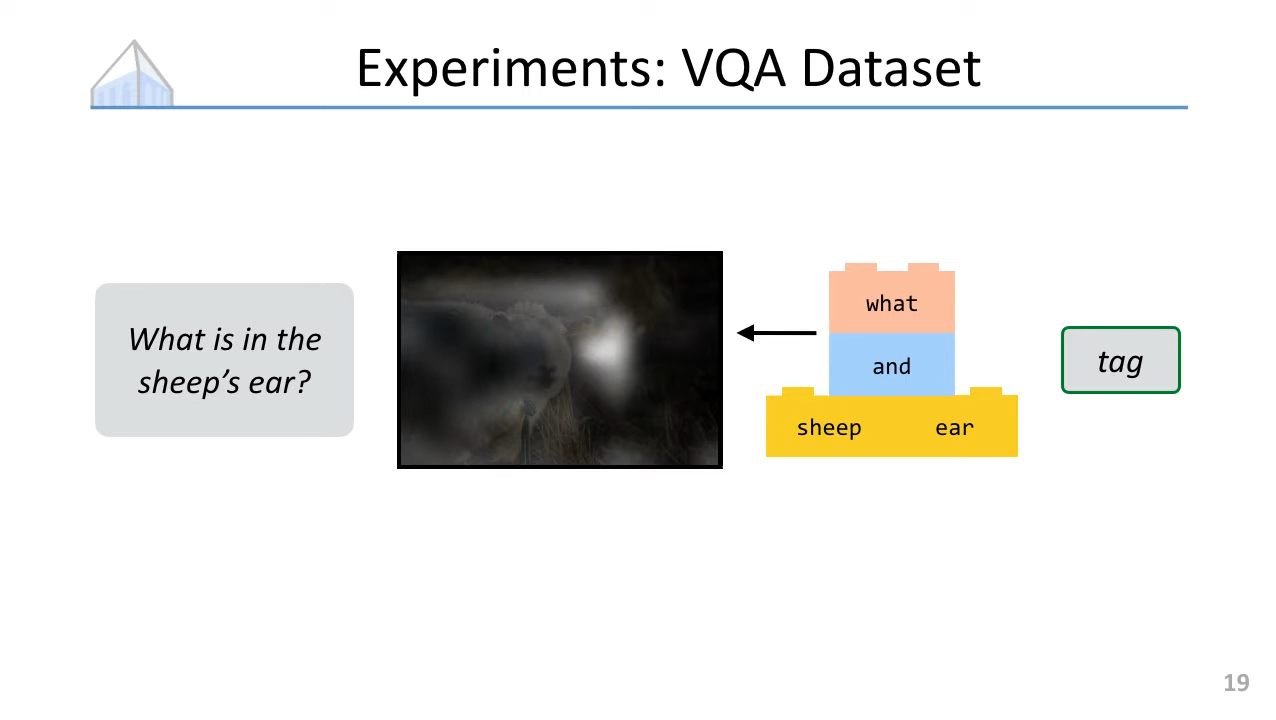 Experiments: VQA Dataset
What is in the
sheep’s ear?
what
and
sheep ear
tag
19